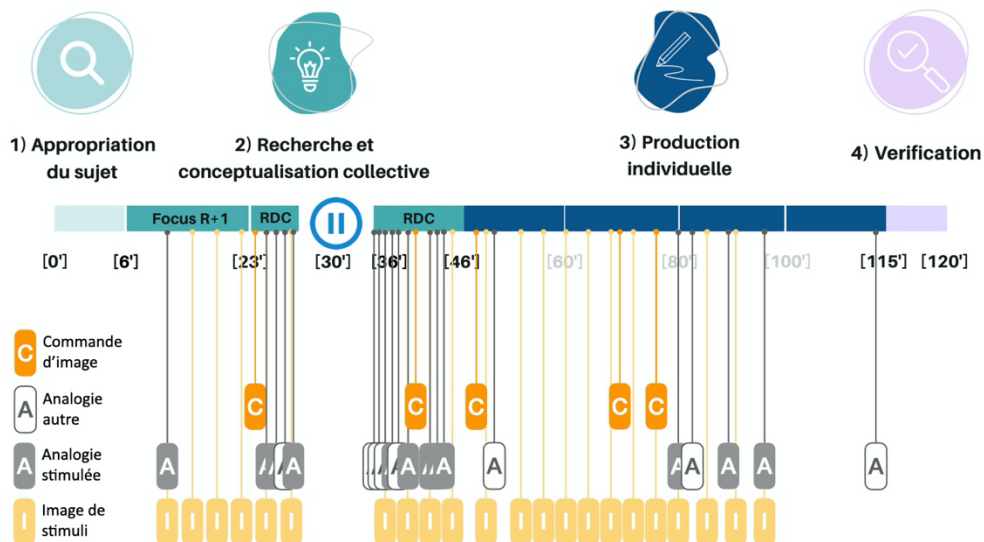 1) Appropriation
du sujet
2) Recherche et
conceptualisation collective
3) Production
individuelle
4) Verification
Focus R+1
RDC
RDC
[0']
[6']
[23']
[30']
[36']
[46']
[60']
[80']
[100']
[115']
[120']
C
Commande
d'image
A
Analogie
autre
A
Analogie
stimulée
I
Image de
stimuli
C C C C C
A A A A A A A A A A A A A A A A A
I I I I I I I I I I I I I I I I I I I I I I I